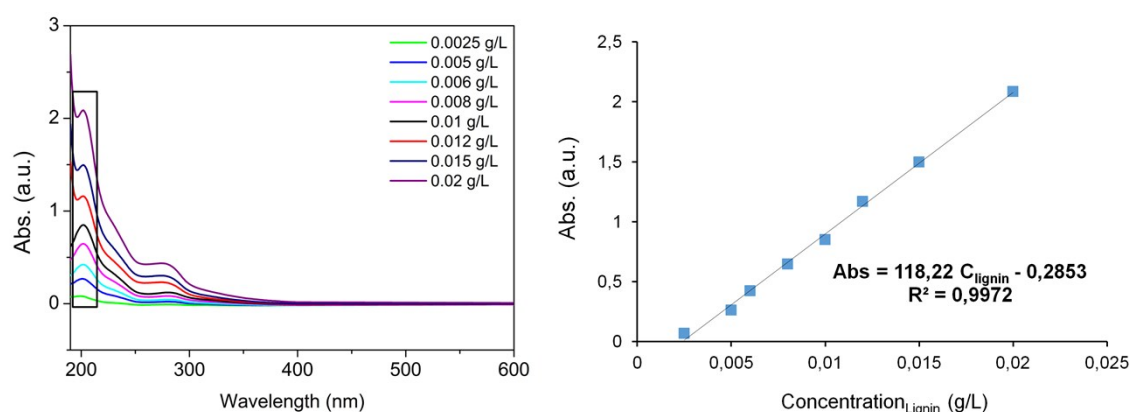 3
2
1
0
Abs. (a.u.)
0.0025 g/L
0.005 g/L
0.006 g/L
0.008 g/L
0.01 g/L
0.012 g/L
0.015 g/L
0.02 g/L
200 300 400 500 600
Wavelength (nm)
2,5
2
1,5
1
0,5
0
Abs. (a.u.)
Abs = 118,22 Clignin - 0,2853
R² = 0,9972
0 0,005 0,01 0,015 0,02 0,025
ConcentrationLignin (g/L)